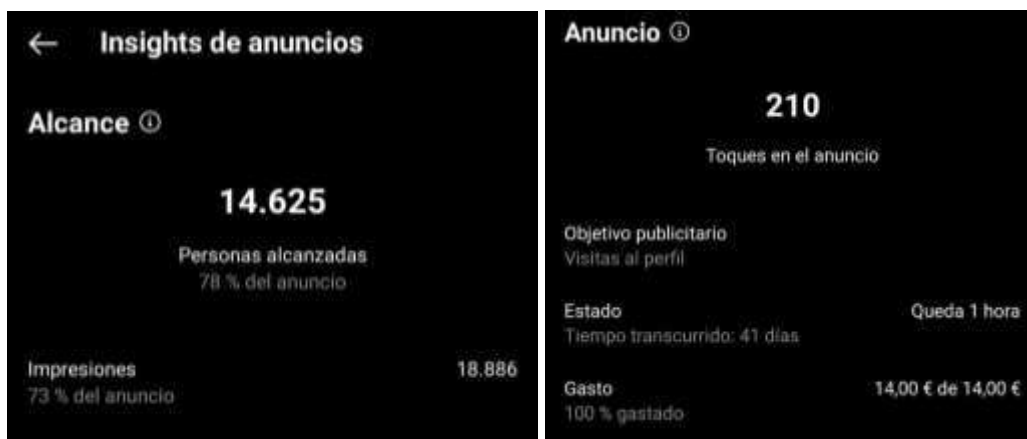 Insights de anuncios
Alcance
14.625
Personas alcanzadas
78 % del anuncio
Impresiones 18.886
73 % del anuncio
Anuncio
210
Toques en el anuncio
Objetivo publicitario
Visitas al perfil
Estado Queda 1 hora
Tiempo transcurrido: 41 días
Gasto 14,00 € de 14,00 €
100 % gastado